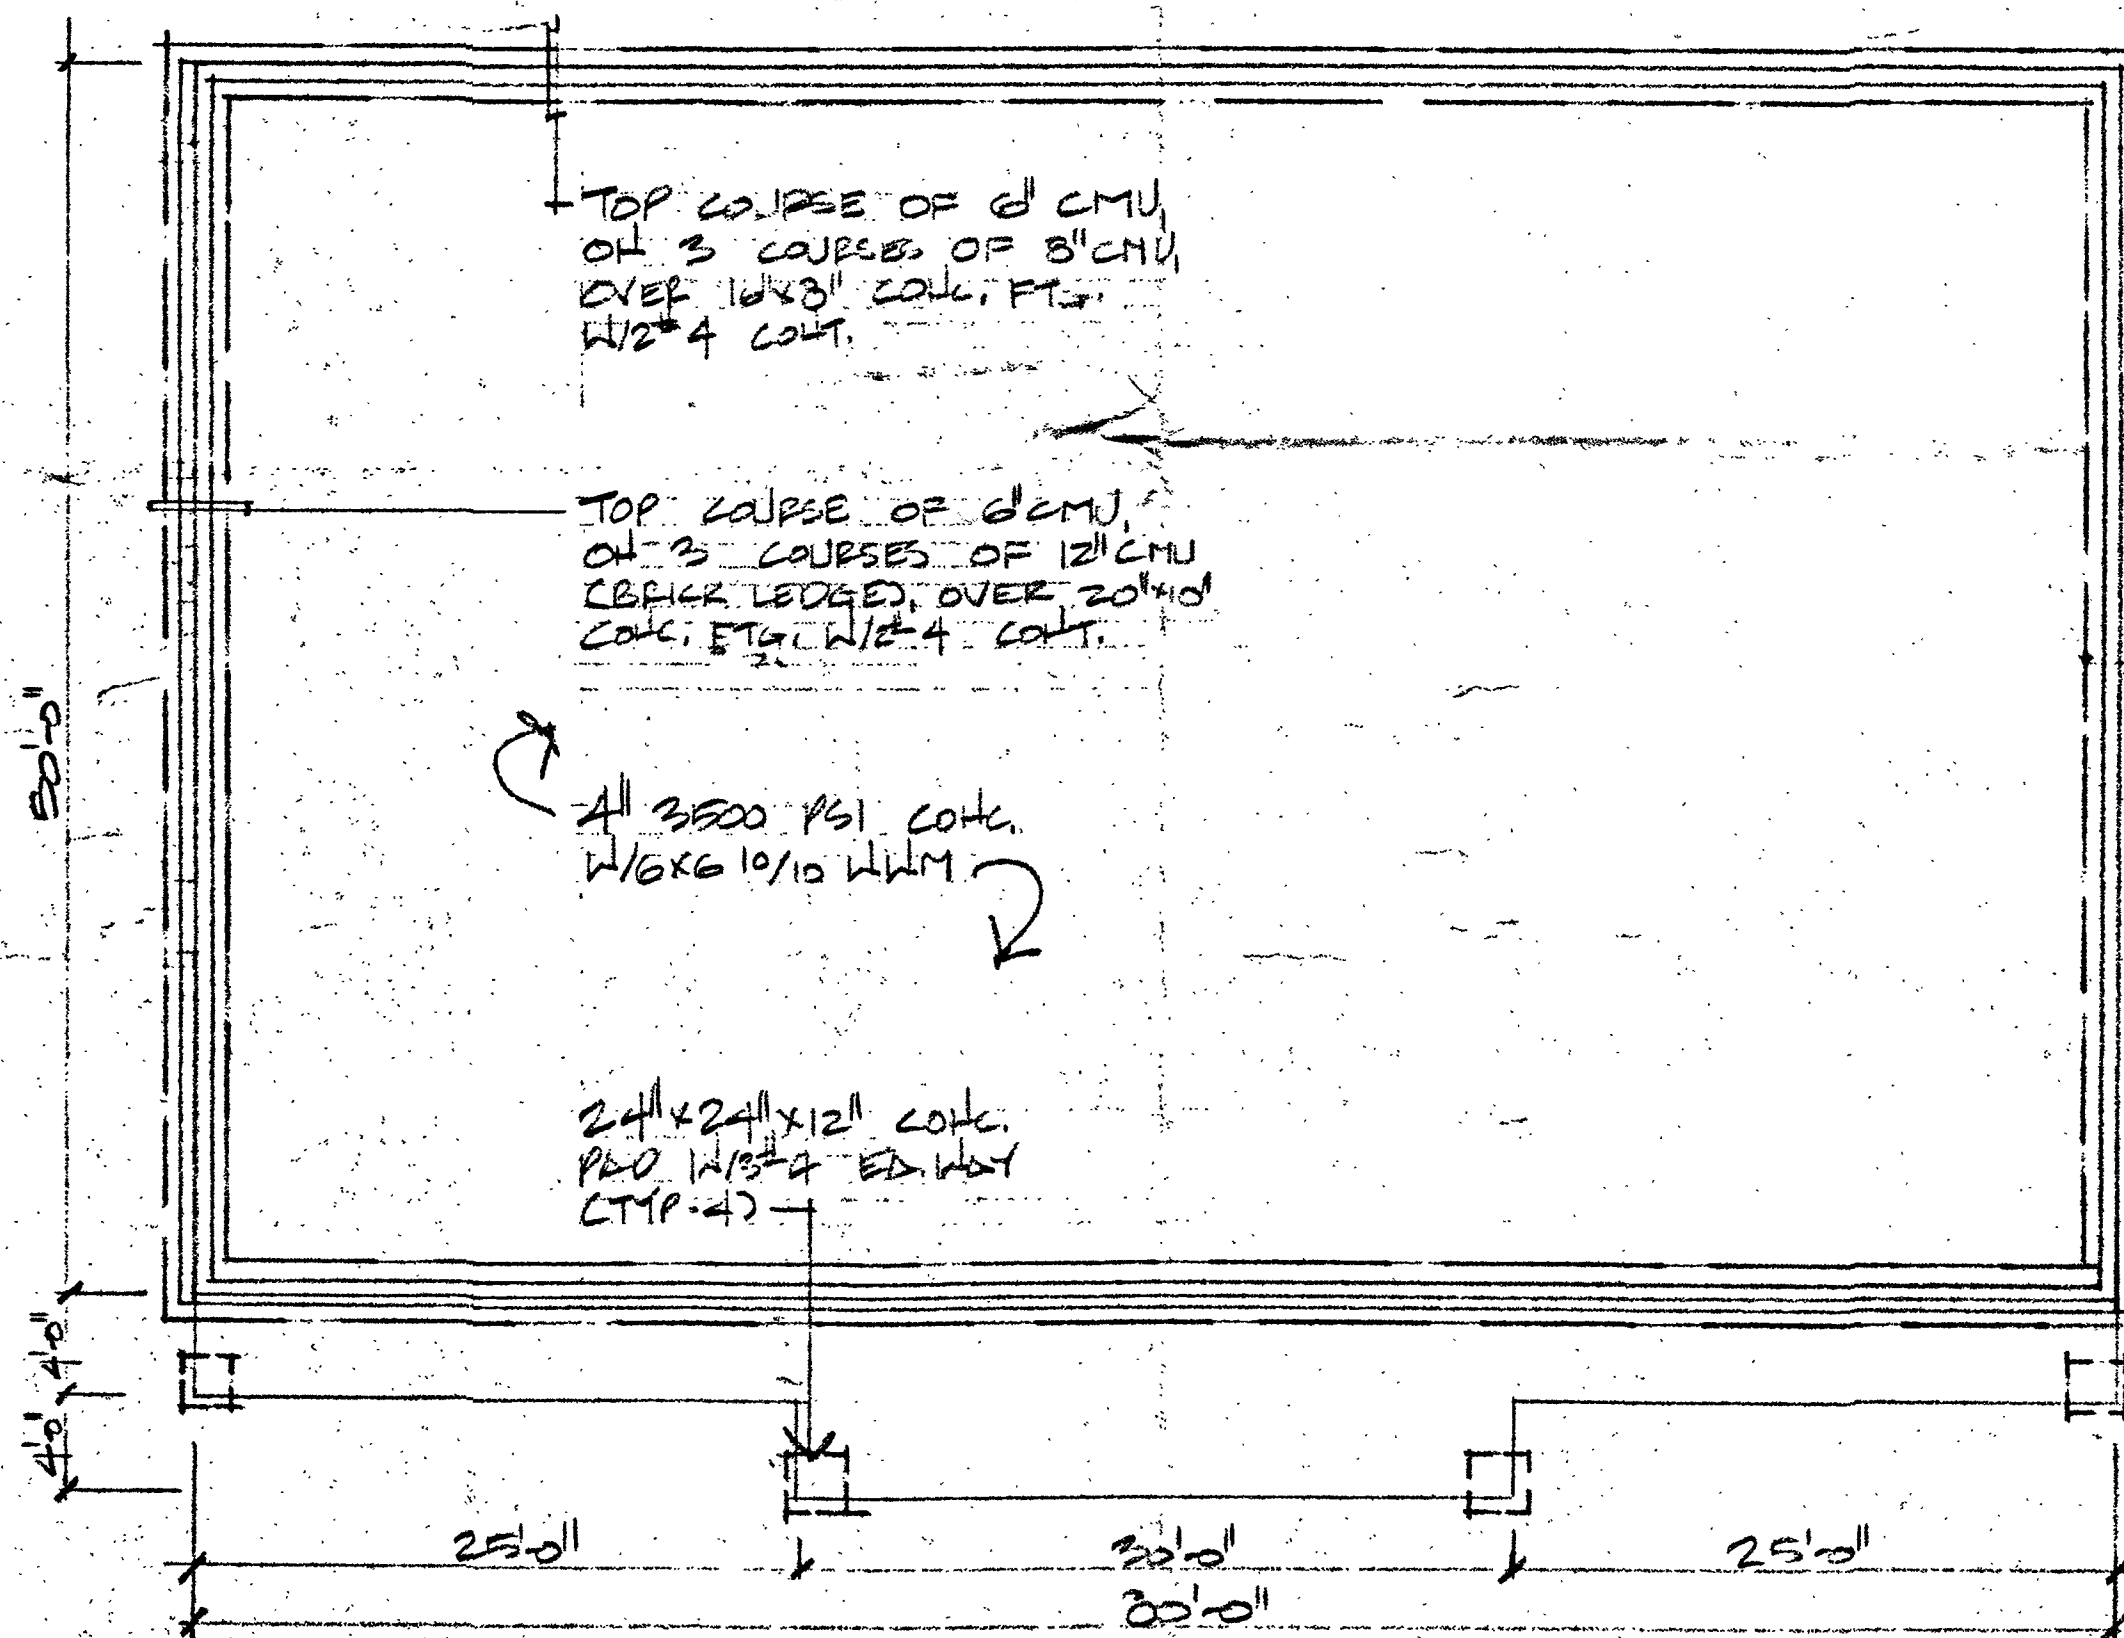 TOP COURSE OF 6" CMU,
ON 3 COURSES OF 8" CMU,
OVER 16"x8" CONC. FTG.
W/2#4 CONT.
TOP COURSE OF 6" CMU,
ON 3 COURSES OF 12" CMU
(BRICK LEDGE), OVER 20"x10"
CONC. FTG. W/2#4 CONT.
50'-0"
4" 3500 PSI CONC.
W/6x6 10/10 WWM
24"x24"x12" CONC.
PAD W/3#4 EA. WAY
(TYP. 4)
4'-0"
4'-0"
25'-0"
30'-0"
25'-0"
80'-0"